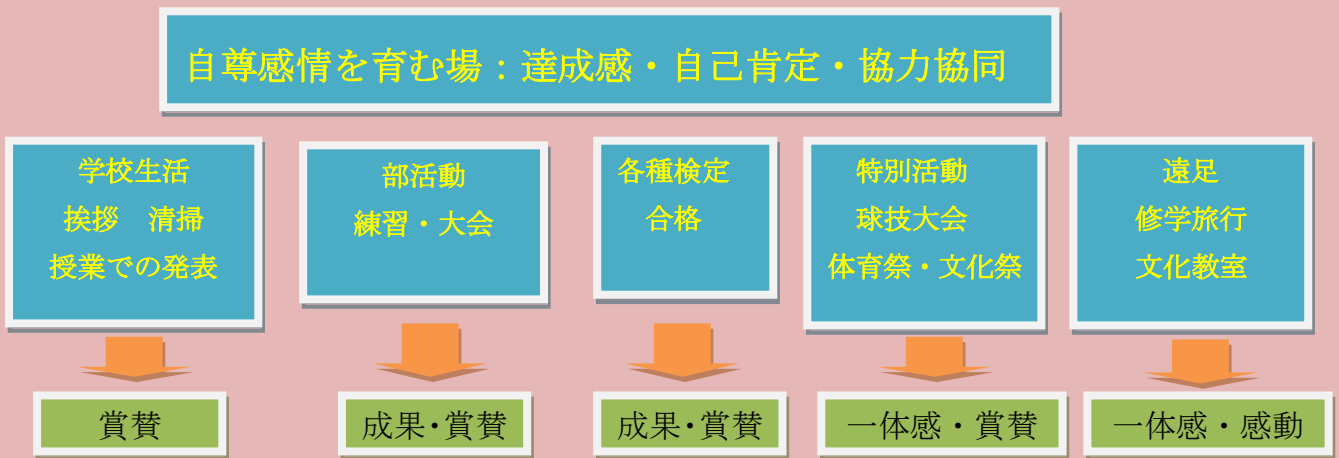 自尊感情を育む場：達成感・自己肯定・協力協同
学校生活
挨拶　清掃
授業での発表
部活動
練習・大会
各種検定
合格
特別活動
球技大会
体育祭・文化祭
遠足
修学旅行
文化教室
賞賛
成果・賞賛
成果・賞賛
一体感・賞賛
一体感・感動